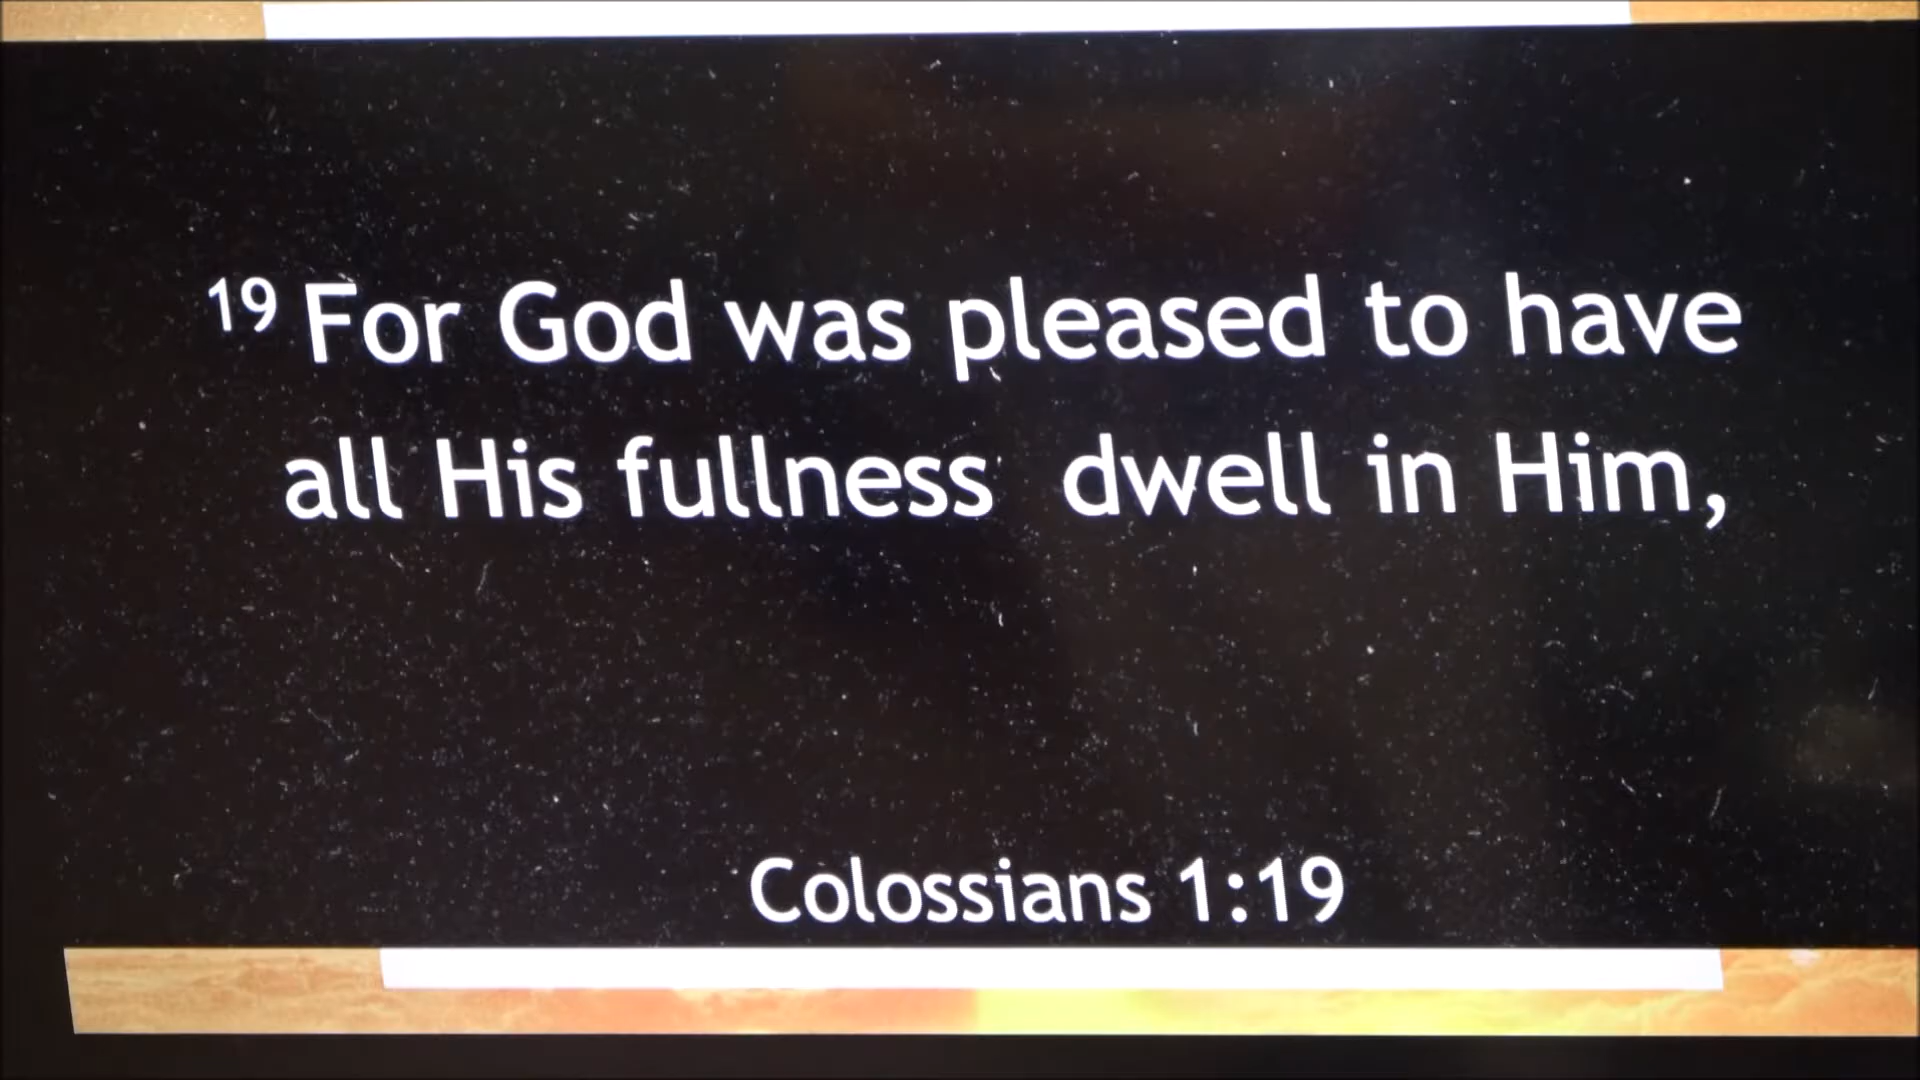 19 For God was pleased to have
all His fullness dwell in Him,
Colossians 1:19